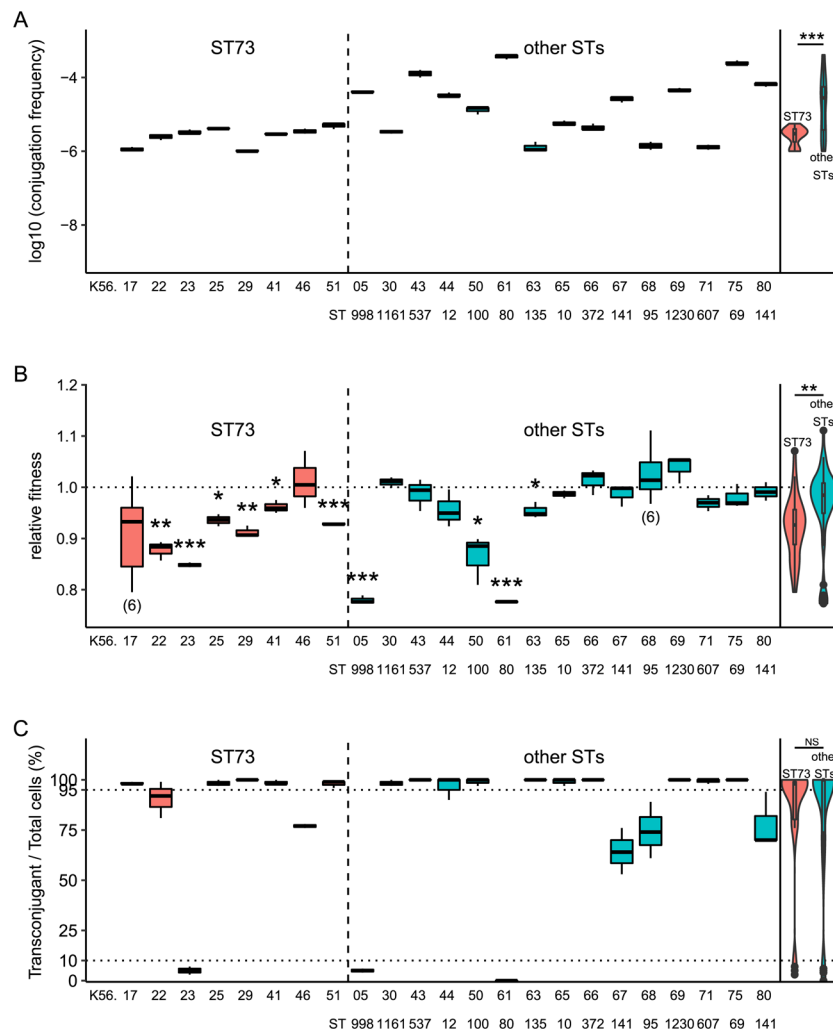 A
ST73
other STs
***
ST73
other
STs
log10 (conjugation frequency)
−4
−6
−8
K56. 17 22 23 25 29 41 46 51 05 30 43 44 50 61 63 65 66 67 68 69 71 75 80
ST 998 1161 537 12 100 80 135 10 372 141 95 1230 607 69 141
B
ST73
other STs
**
othe
STs
ST73
relative fitness
1.2
1.1
1.0
0.9
0.8
* * ***
** *** ** * *** * ***
(6) (6)
K56. 17 22 23 25 29 41 46 51 05 30 43 44 50 61 63 65 66 67 68 69 71 75 80
ST 998 1161 537 12 100 80 135 10 372 141 95 1230 607 69 141
C
ST73
other STs
NS
othe
ST73 STs
Transconjugant / Total cells (%)
100
95
75
50
25
10
0
K56. 17 22 23 25 29 41 46 51 05 30 43 44 50 61 63 65 66 67 68 69 71 75 80
ST 998 1161 537 12 100 80 135 10 372 141 95 1230 607 69 141